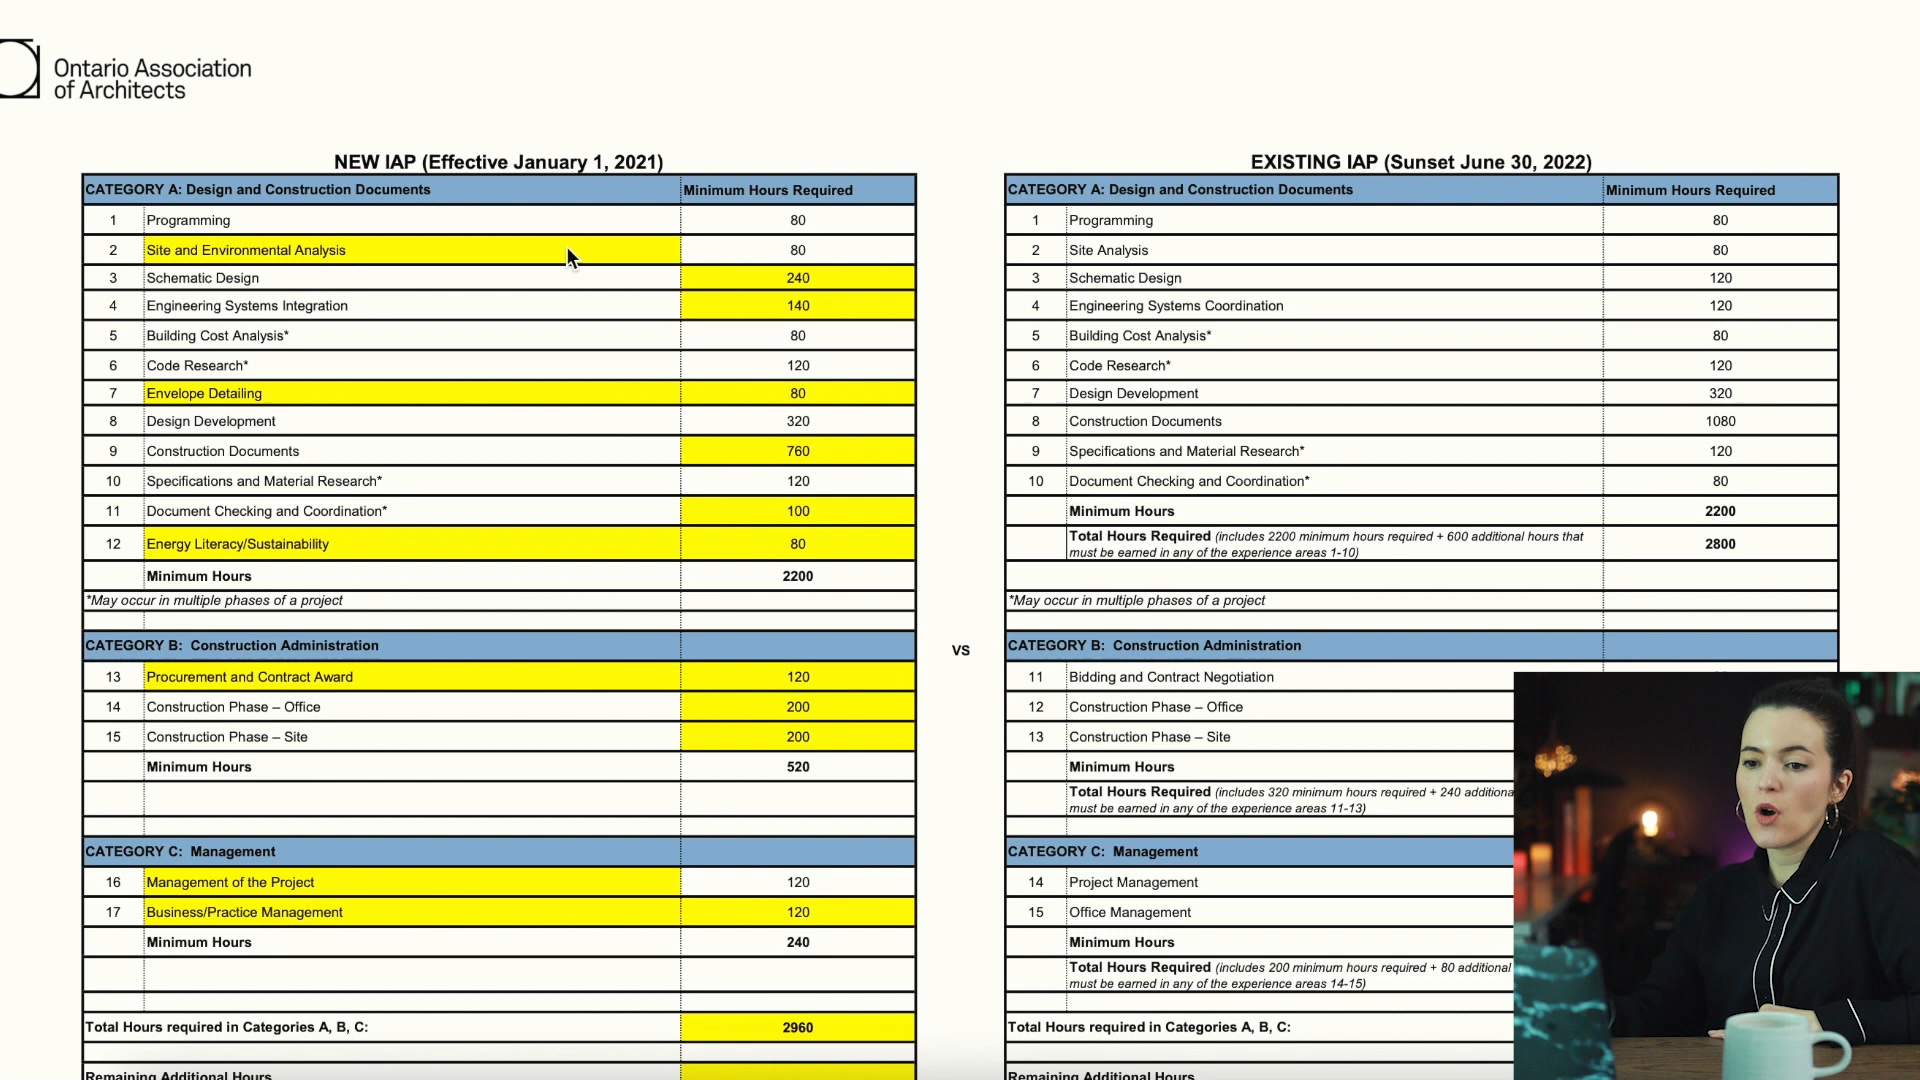 Ontario Association
of Architects
NEW IAP (Effective January 1, 2021)
CATEGORY A: Design and Construction Documents Minimum Hours Required
1 Programming 80
2 Site and Environmental Analysis 80
3 Schematic Design 240
4 Engineering Systems Integration 140
5 Building Cost Analysis* 80
6 Code Research* 120
7 Envelope Detailing 80
8 Design Development 320
9 Construction Documents 760
10 Specifications and Material Research* 120
11 Document Checking and Coordination* 100
12 Energy Literacy/Sustainability 80
Minimum Hours 2200
*May occur in multiple phases of a project
CATEGORY B: Construction Administration
13 Procurement and Contract Award 120
14 Construction Phase – Office 200
15 Construction Phase – Site 200
Minimum Hours 520
CATEGORY C: Management
16 Management of the Project 120
17 Business/Practice Management 120
Minimum Hours 240
Total Hours required in Categories A, B, C: 2960
Remaining Additional Hours
vs
EXISTING IAP (Sunset June 30, 2022)
CATEGORY A: Design and Construction Documents Minimum Hours Required
1 Programming 80
2 Site Analysis 80
3 Schematic Design 120
4 Engineering Systems Coordination 120
5 Building Cost Analysis* 80
6 Code Research* 120
7 Design Development 320
8 Construction Documents 1080
9 Specifications and Material Research* 120
10 Document Checking and Coordination* 80
Minimum Hours 2200
Total Hours Required (includes 2200 minimum hours required + 600 additional hours that
must be earned in any of the experience areas 1-10) 2800
*May occur in multiple phases of a project
CATEGORY B: Construction Administration
11 Bidding and Contract Negotiation
12 Construction Phase – Office
13 Construction Phase – Site
Minimum Hours
Total Hours Required (includes 320 minimum hours required + 240 additiona
must be earned in any of the experience areas 11-13)
CATEGORY C: Management
14 Project Management
15 Office Management
Minimum Hours
Total Hours Required (includes 200 minimum hours required + 80 additional
must be earned in any of the experience areas 14-15)
Total Hours required in Categories A, B, C:
Remaining Additional Hours